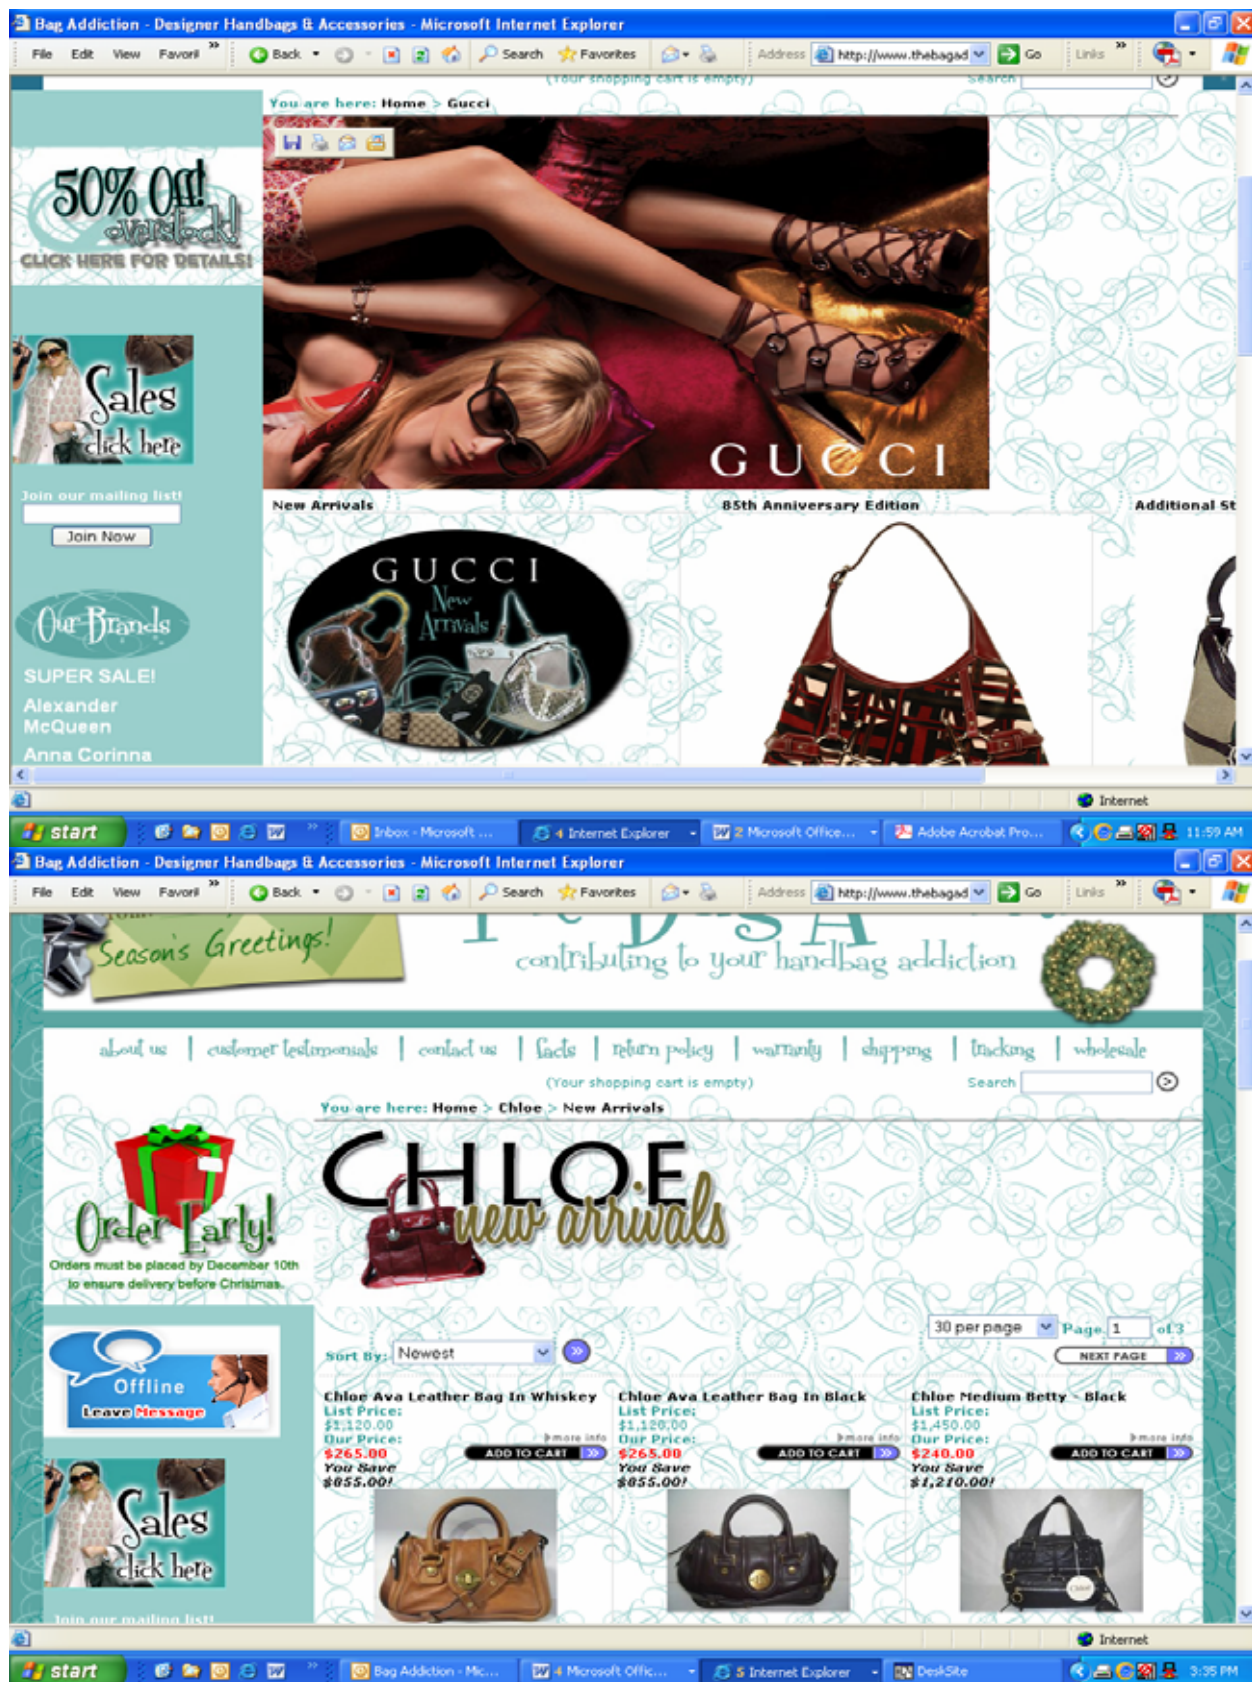 Bag Addiction - Designer Handbags & Accessories - Microsoft Internet Explorer
File Edit View Favori » Back Search Favorites Address http://www.thebagad Go Links »
(Your shopping cart is empty) Search
You are here: Home > Gucci
50% Off!
overstock!
CLICK HERE FOR DETAILS!
GUCCI
Sales
click here
Join our mailing list!
Join Now
New Arrivals 85th Anniversary Edition Additional St
GUCCI
New
Arrivals
Our Brands
SUPER SALE!
Alexander
McQueen
Anna Corinna
Internet
start » Inbox - Microsoft ... 4 Internet Explorer 2 Microsoft Office... Adobe Acrobat Pro... 11:59 AM
Bag Addiction - Designer Handbags & Accessories - Microsoft Internet Explorer
File Edit View Favori » Back Search Favorites Address http://www.thebagad Go Links »
Season's Greetings!
contributing to your handbag addiction
about us | customer testimonials | contact us | facts | return policy | warranty | shipping | tracking | wholesale
(Your shopping cart is empty) Search
You are here: Home > Chloe > New Arrivals
CHLOE
new arrivals
Order Early!
Orders must be placed by December 10th
to ensure delivery before Christmas.
30 per page Page 1 of 3
Sort By: Newest
NEXT PAGE
Offline
Leave Message
Chloe Ava Leather Bag In Whiskey
List Price:
$1,120.00
Our Price:
more info
$265.00 ADD TO CART
You Save
$855.00!
Chloe Ava Leather Bag In Black
List Price:
$1,120.00
Our Price:
more info
$265.00 ADD TO CART
You Save
$855.00!
Chloe Medium Betty - Black
List Price:
$1,450.00
Our Price:
more info
$240.00 ADD TO CART
You Save
$1,210.00!
Sales
click here
Join our mailing list!
Internet
start » Bag Addiction - Mic... 4 Microsoft Offic... 5 Internet Explorer DeskSite 3:35 PM